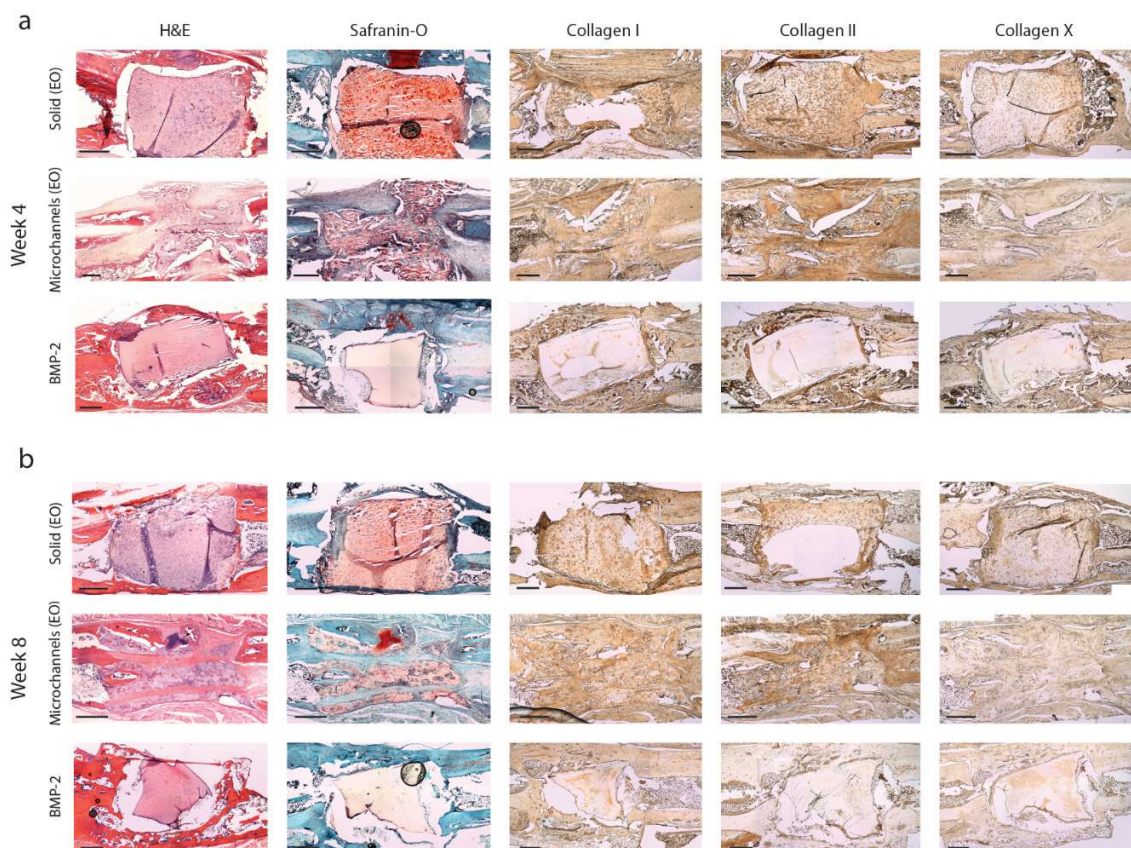 a
H&E
Safranin-O
Collagen I
Collagen II
Collagen X
Week 4
Solid (EO)
Microchannels (EO)
BMP-2
b
Week 8
Solid (EO)
Microchannels (EO)
BMP-2